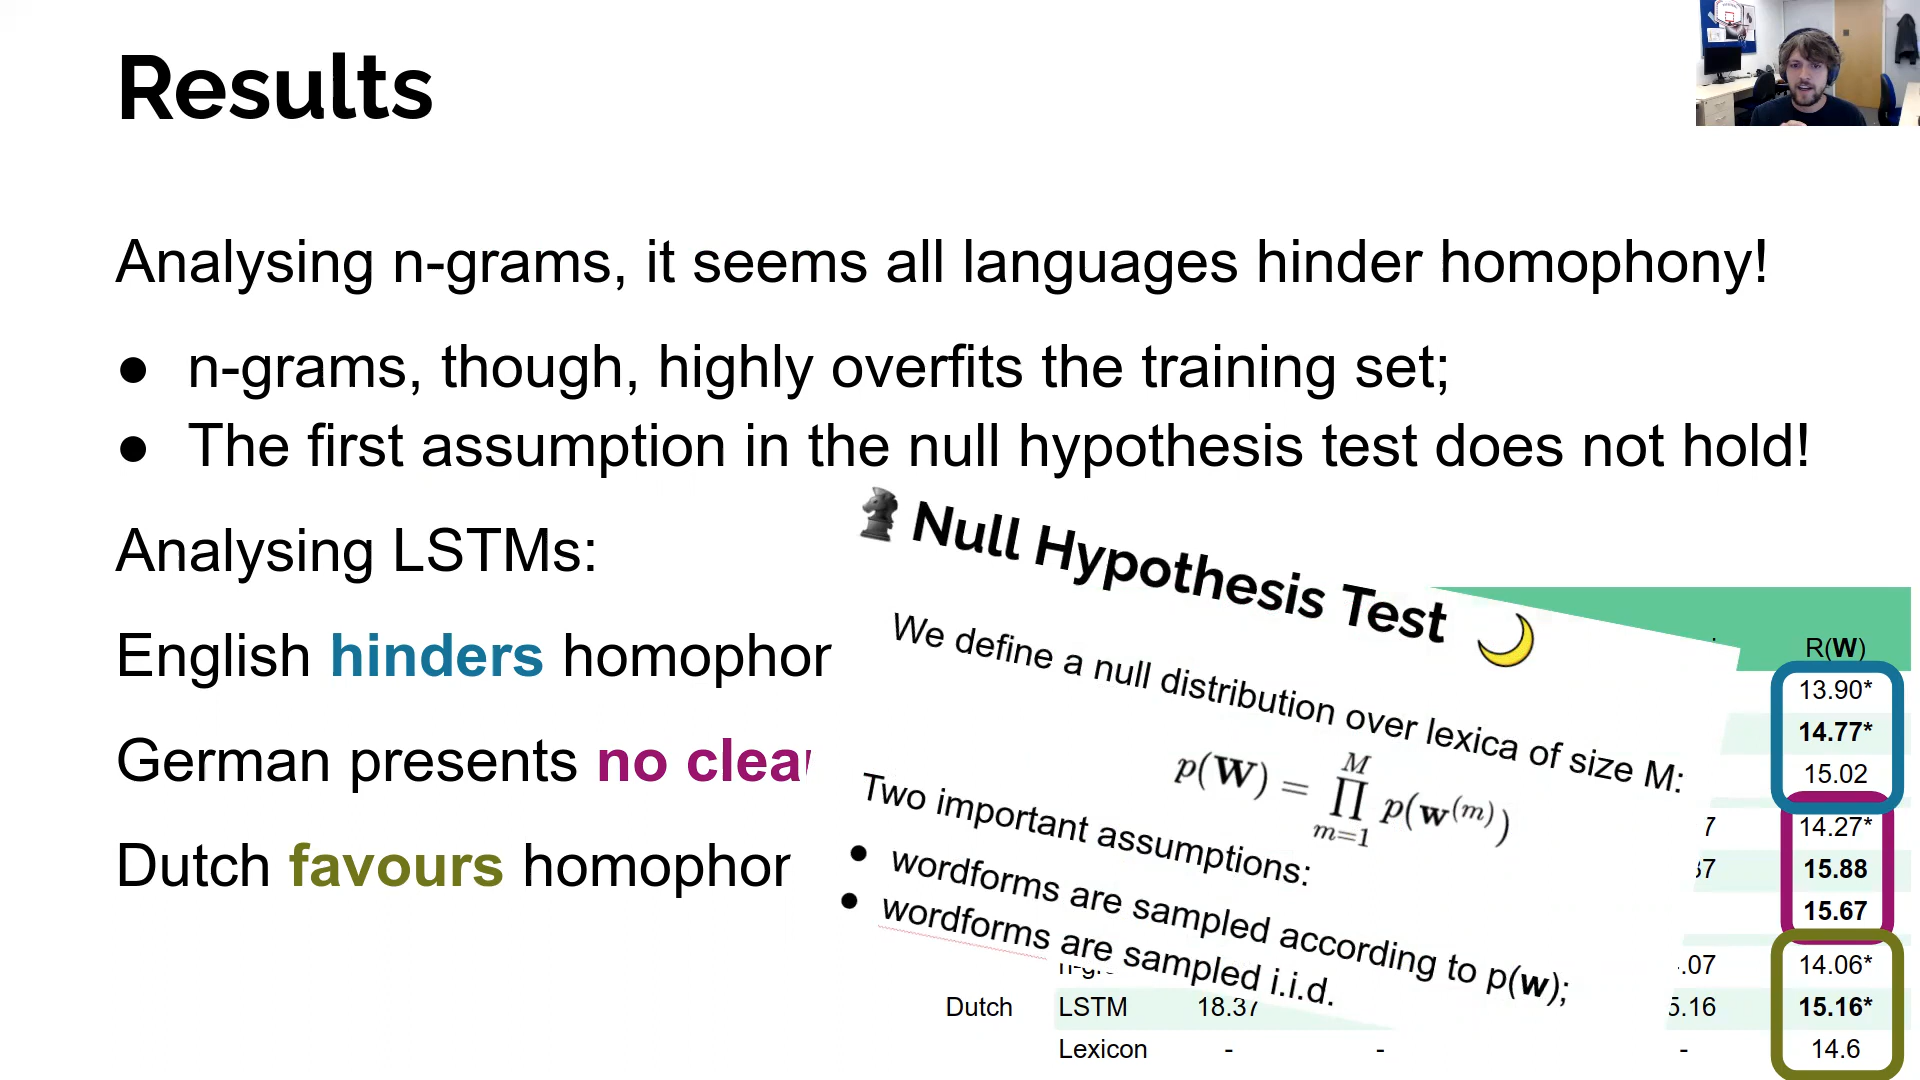 Results
Analysing n-grams, it seems all languages hinder homophony!
● n-grams, though, highly overfits the training set;
● The first assumption in the null hypothesis test does not hold!
Analysing LSTMs:
English hinders homophor
German presents no clear
Dutch favours homophor
Null Hypothesis Test
We define a null distribution over lexica of size M:
p(W) = ∏_{m=1}^{M} p(w^{(m)})
Two important assumptions:
● wordforms are sampled according to p(w);
● wordforms are sampled i.i.d.
R(W)
13.90*
14.77*
15.02
7 14.27*
37 15.88
15.67
.07 14.06*
Dutch LSTM 18.37 5.16 15.16*
Lexicon - - - 14.6